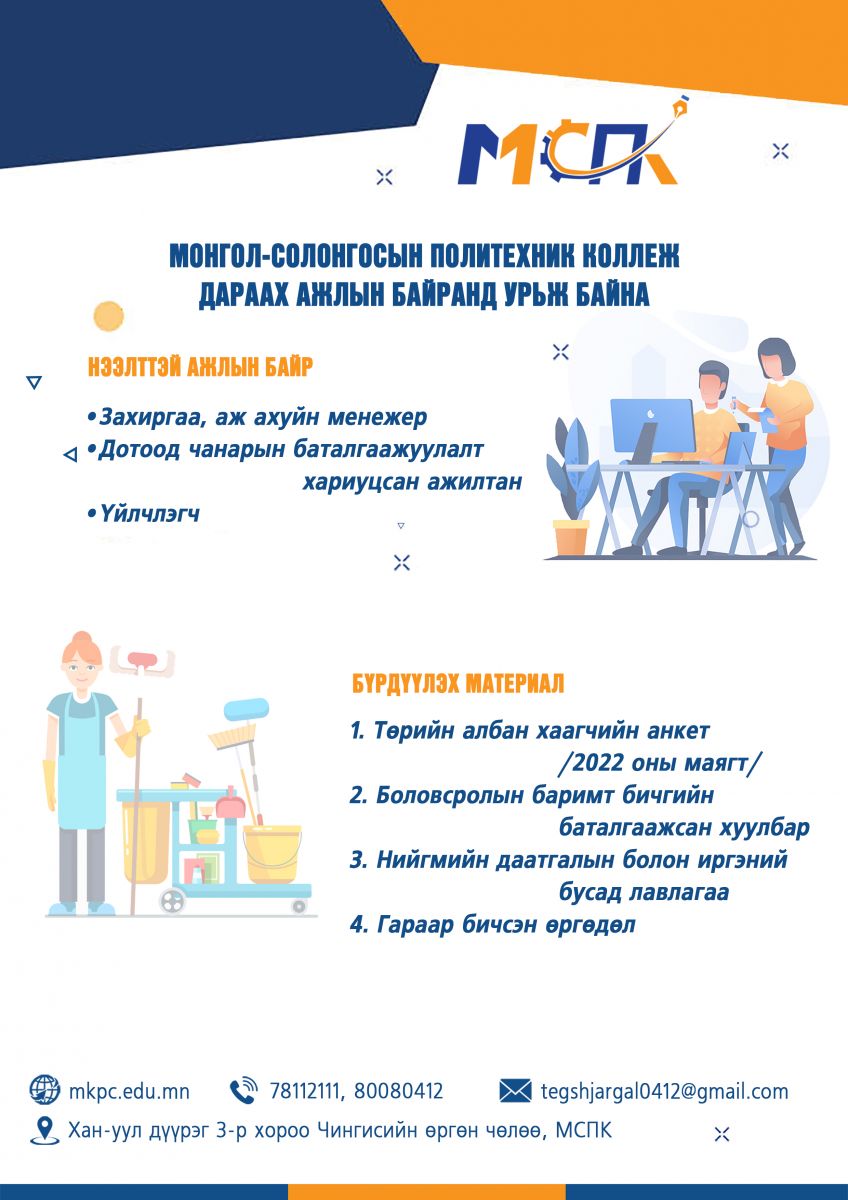 МСПК
МОНГОЛ-СОЛОНГОСЫН ПОЛИТЕХНИК КОЛЛЕЖ
ДАРААХ АЖЛЫН БАЙРАНД УРЬЖ БАЙНА
НЭЭЛТТЭЙ АЖЛЫН БАЙР
•Захиргаа, аж ахуйн менежер
•Дотоод чанарын баталгаажуулалт
хариуцсан ажилтан
•Үйлчлэгч
БҮРДҮҮЛЭХ МАТЕРИАЛ
1. Төрийн албан хаагчийн анкет
/2022 оны маягт/
2. Боловсролын баримт бичгийн
баталгаажсан хуулбар
3. Нийгмийн даатгалын болон иргэний
бусад лавлагаа
4. Гараар бичсэн өргөдөл
mkpc.edu.mn 78112111, 80080412 tegshjargal0412@gmail.com
Хан-уул дүүрэг 3-р хороо Чингисийн өргөн чөлөө, МСПК